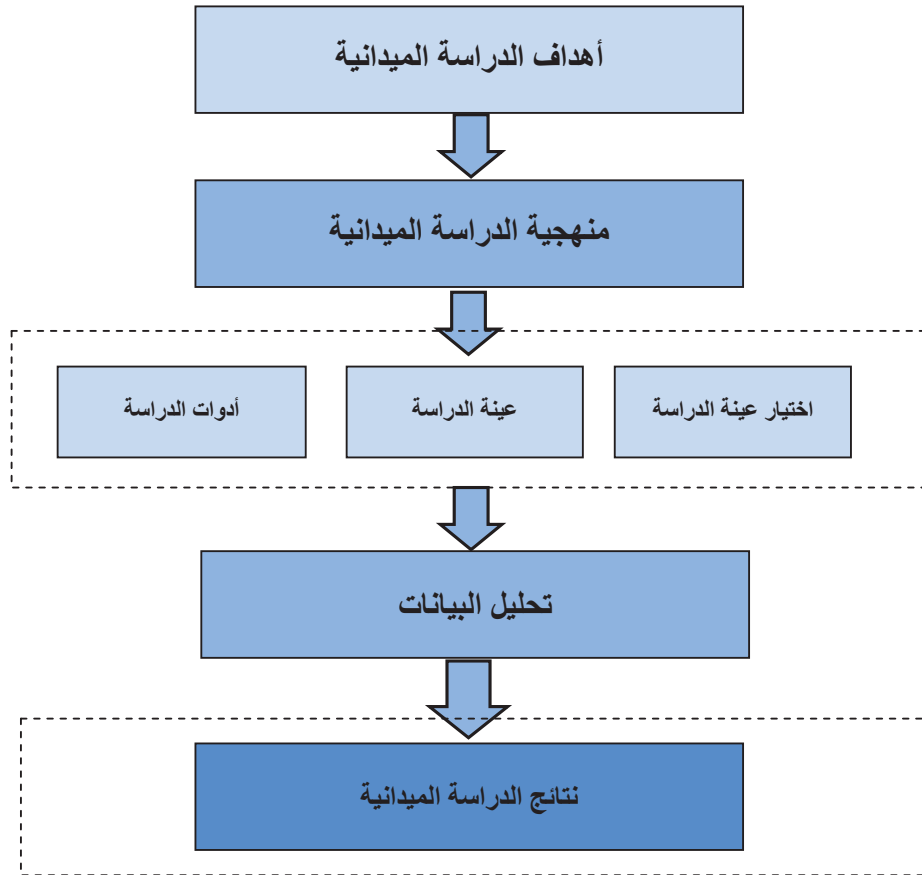 أهداف الدراسة الميدانية
منهجية الدراسة الميدانية
اختيار عينة الدراسة
عينة الدراسة
أدوات الدراسة
تحليل البيانات
نتائج الدراسة الميدانية